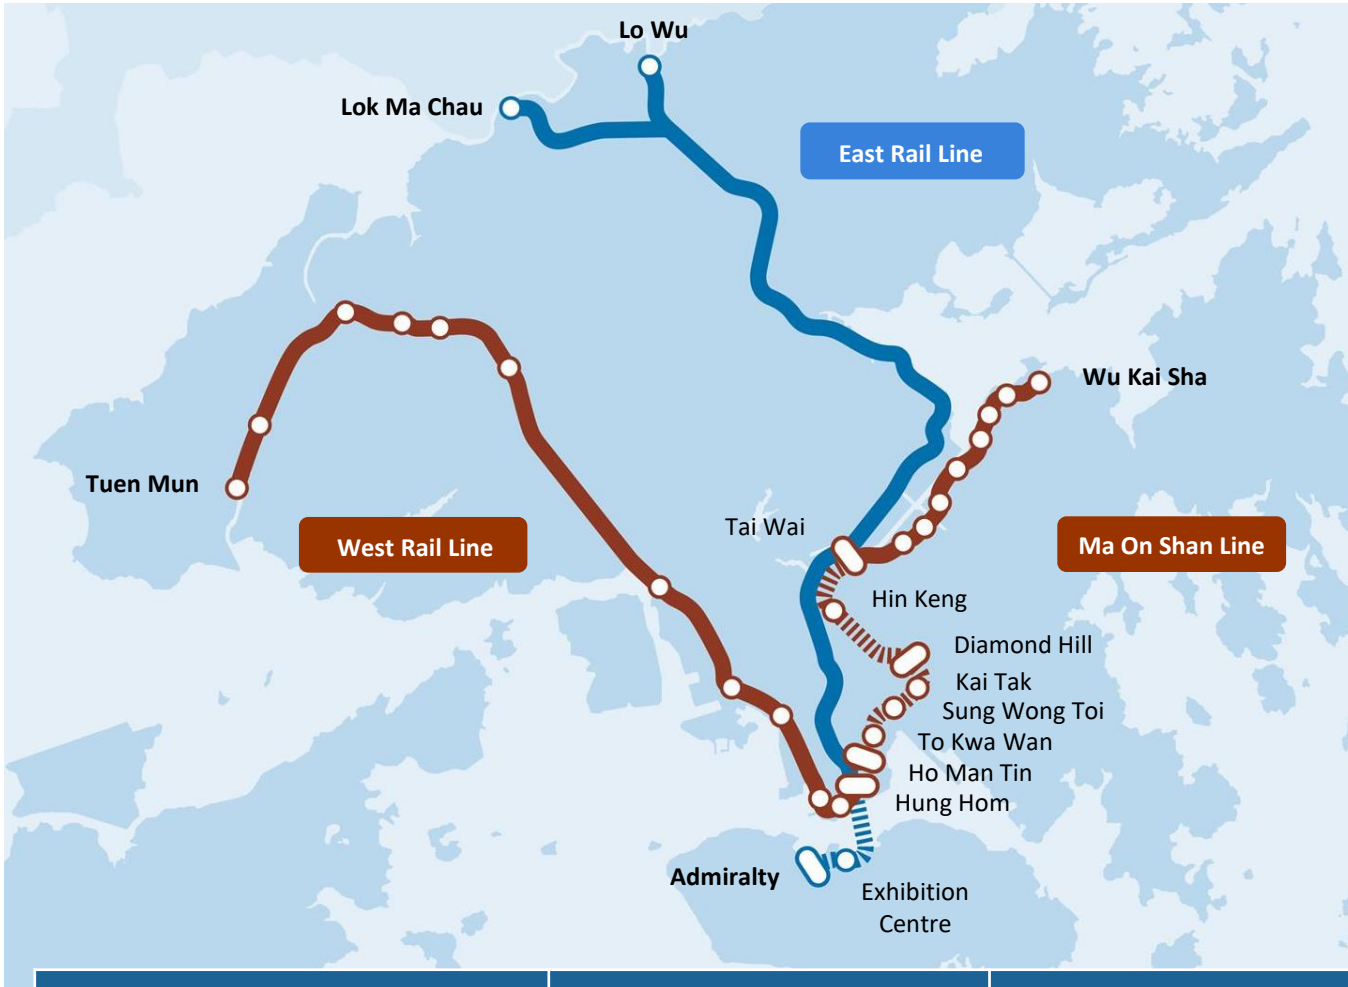 Lo Wu
Lok Ma Chau
East Rail Line
Wu Kai Sha
Tuen Mun
Tai Wai
West Rail Line
Ma On Shan Line
Hin Keng
Diamond Hill
Kai Tak
Sung Wong Toi
To Kwa Wan
Ho Man Tin
Hung Hom
Admiralty
Exhibition
Centre